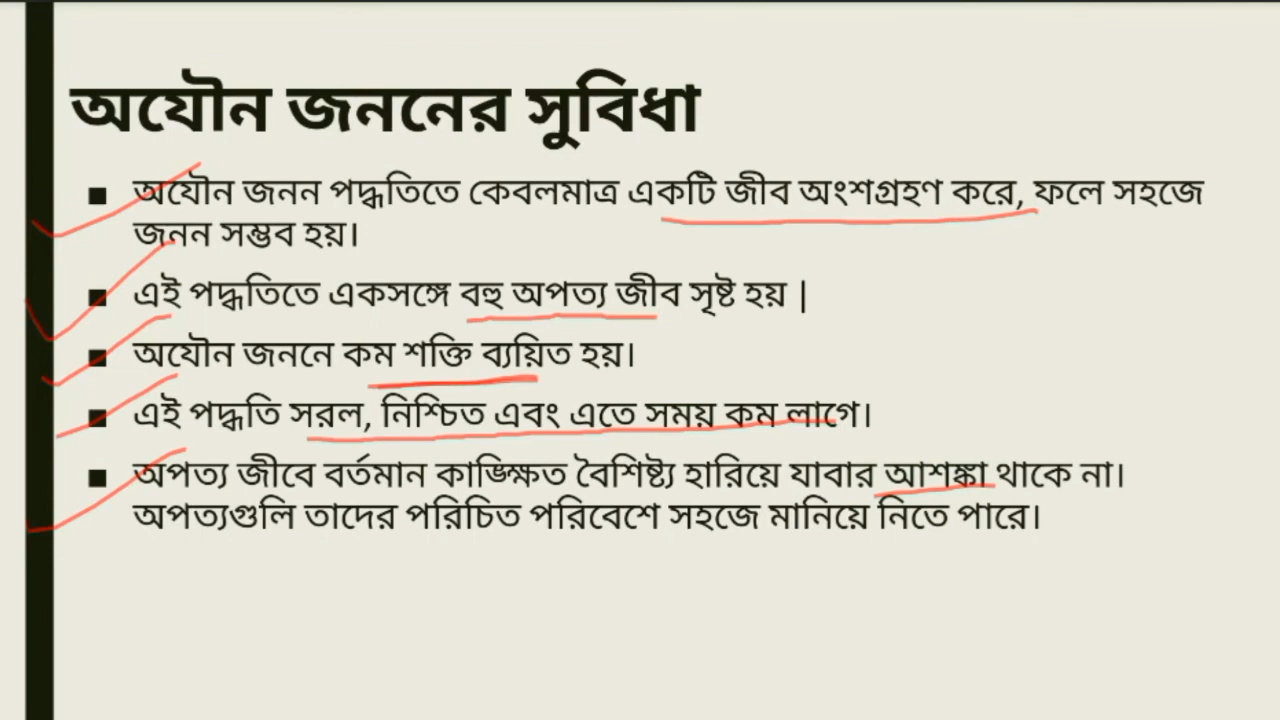 অযৌন জননের সুবিধা
■ অযৌন জনন পদ্ধতিতে কেবলমাত্র একটি জীব অংশগ্রহণ করে, ফলে সহজে
জনন সম্ভব হয়।
■ এই পদ্ধতিতে একসঙ্গে বহু অপত্য জীব সৃষ্ট হয় |
■ অযৌন জননে কম শক্তি ব্যয়িত হয়।
■ এই পদ্ধতি সরল, নিশ্চিত এবং এতে সময় কম লাগে।
■ অপত্য জীবে বর্তমান কাঙ্ক্ষিত বৈশিষ্ট্য হারিয়ে যাবার আশঙ্কা থাকে না।
অপত্যগুলি তাদের পরিচিত পরিবেশে সহজে মানিয়ে নিতে পারে।